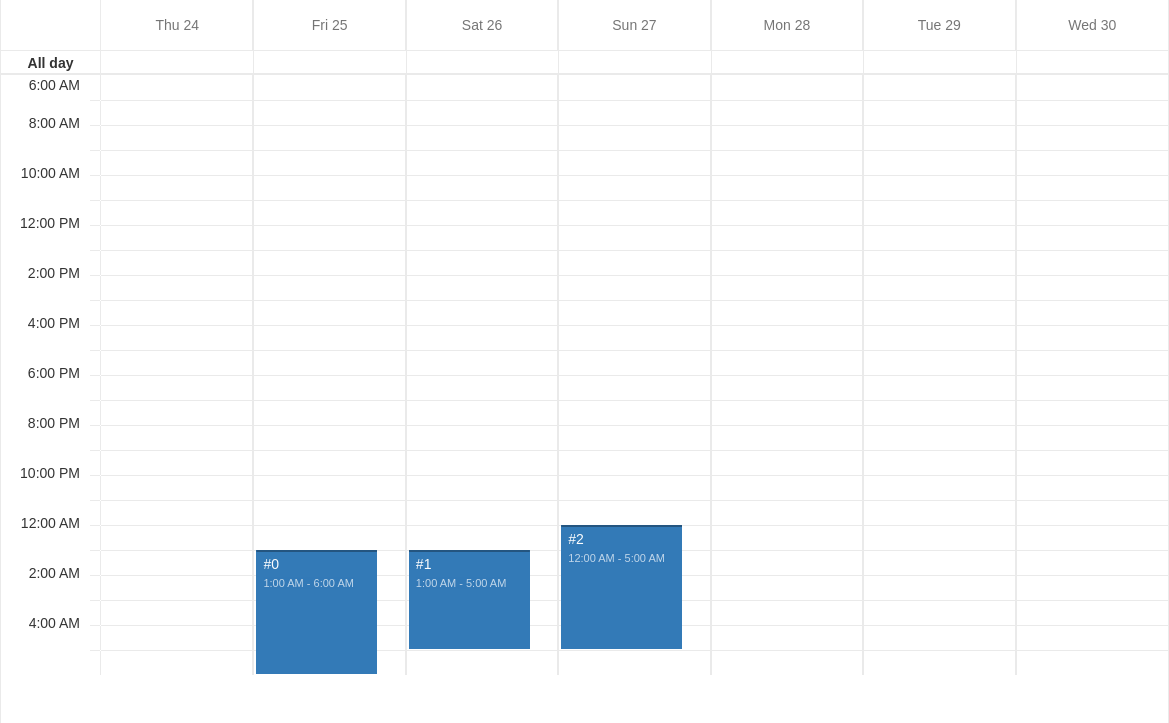 Thu 24 Fri 25 Sat 26 Sun 27 Mon 28 Tue 29 Wed 30
All day
6:00 AM
8:00 AM
10:00 AM
12:00 PM
2:00 PM
4:00 PM
6:00 PM
8:00 PM
10:00 PM
12:00 AM
#2
12:00 AM - 5:00 AM
#0 #1
2:00 AM
1:00 AM - 6:00 AM 1:00 AM - 5:00 AM
4:00 AM